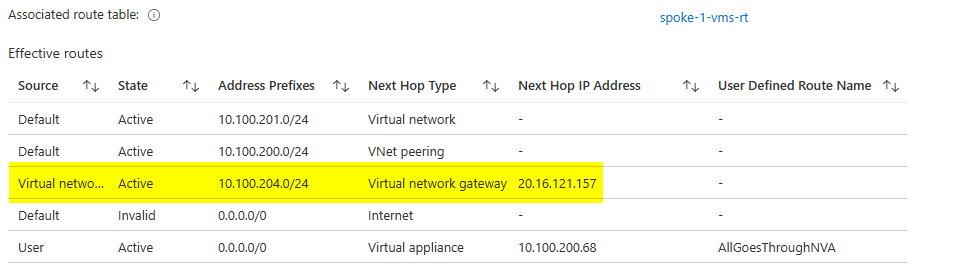 Associated route table: spoke-1-vms-rt
Effective routes
Source State Address Prefixes Next Hop Type Next Hop IP Address User Defined Route Name
Default Active 10.100.201.0/24 Virtual network - -
Default Active 10.100.200.0/24 VNet peering - -
Virtual netwo... Active 10.100.204.0/24 Virtual network gateway 20.16.121.157 -
Default Invalid 0.0.0.0/0 Internet - -
User Active 0.0.0.0/0 Virtual appliance 10.100.200.68 AllGoesThroughNVA